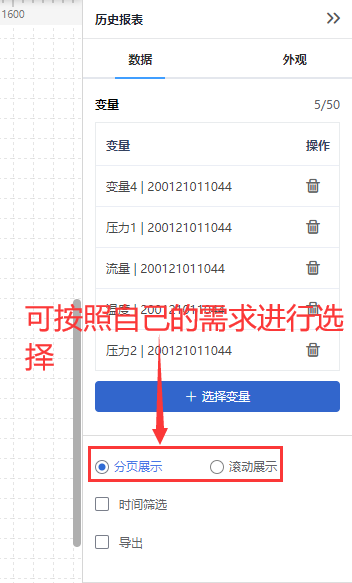 1600
历史报表
数据 外观
变量 5/50
变量 操作
变量4 | 200121011044
压力1 | 200121011044
流量 | 200121011044
温度 | 200121011044
可按照自己的需求进行选
择
压力2 | 200121011044
+ 选择变量
分页展示 滚动展示
时间筛选
导出